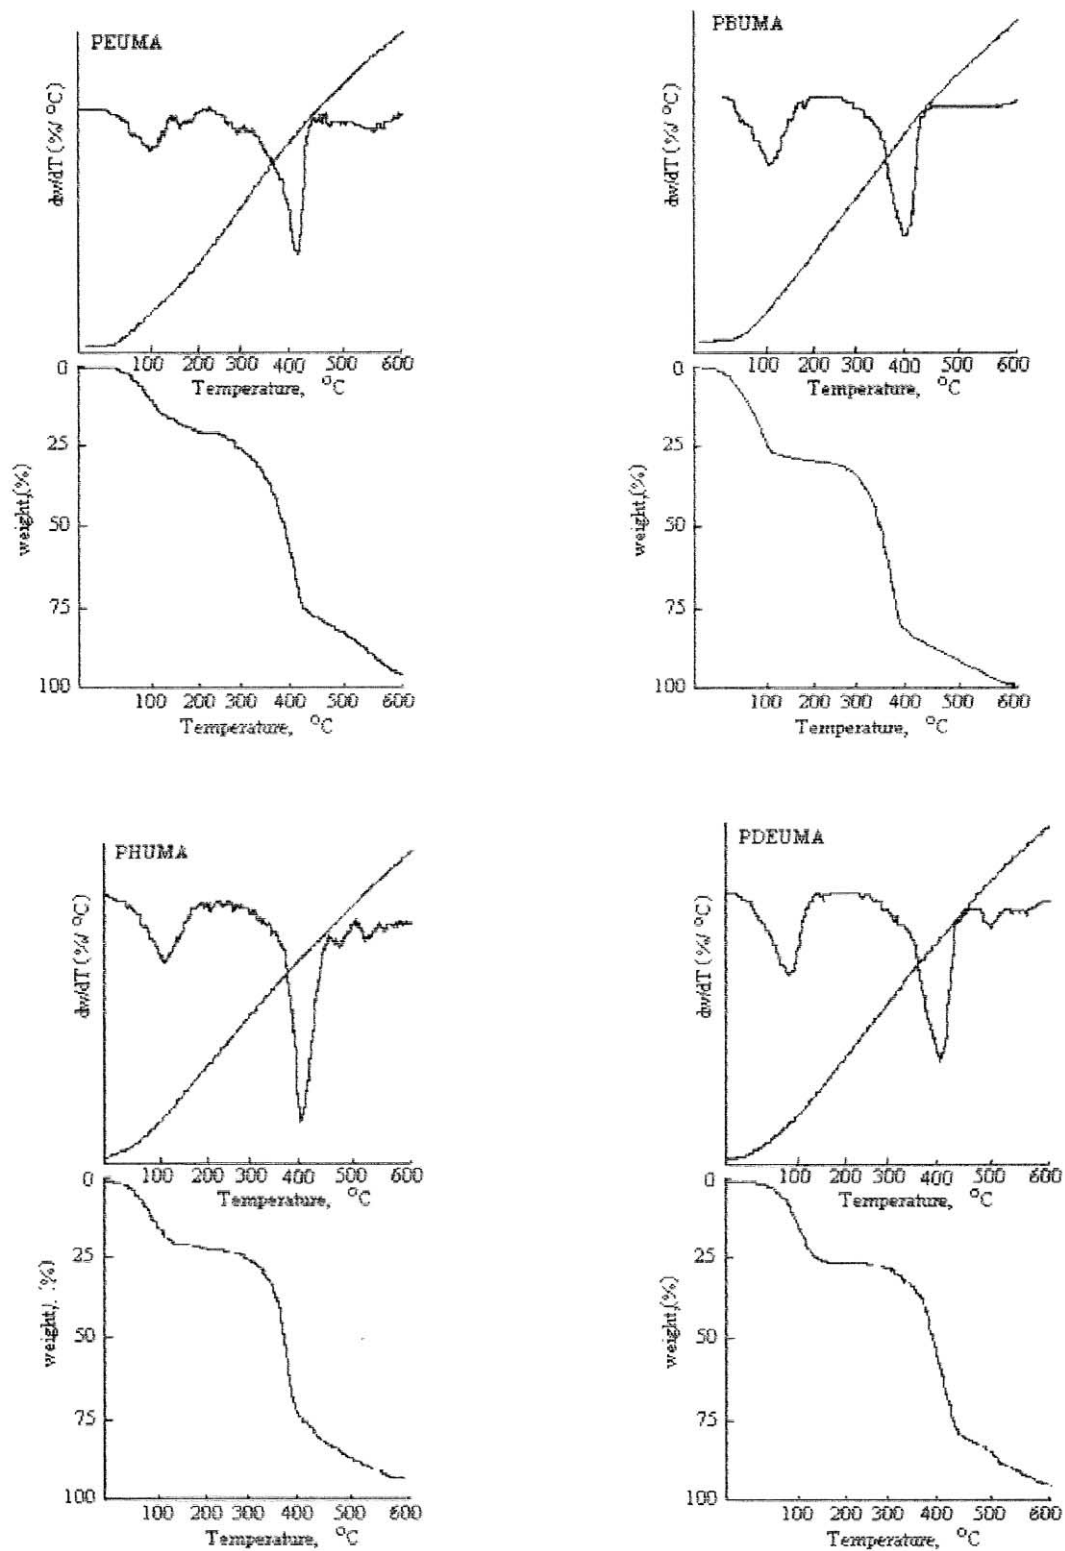 PEUMA
dw/dT (%/ °C)
100 200 300 400 500 600
Temperature, °C
0
25
50
75
100
weight,(%)
100 200 300 400 500 600
Temperature, °C
PBUMA
dw/dT (%/ °C)
100 200 300 400 500 600
Temperature, °C
0
25
50
75
100
weight,(%)
100 200 300 400 500 600
Temperature, °C
PHUMA
dw/dT (%/ °C)
100 200 300 400 500 600
Temperature, °C
0
25
50
75
100
weight,. (%)
100 200 300 400 500 600
Temperature, °C
PDEUMA
dw/dT (%/ °C)
100 200 300 400 500 600
Temperature, °C
0
25
50
75
100
weight,(%)
100 200 300 400 500 600
Temperature, °C